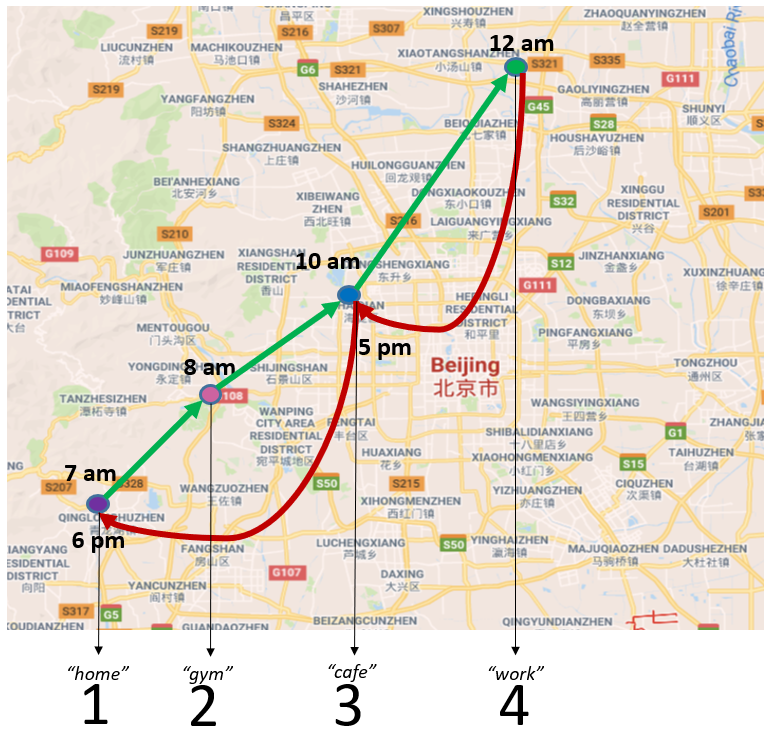 XINGSHOUZHEN
兴寿镇
ZHAOQUANYINGZHEN
赵全营镇
昌平区
S219
S216
S307
LIUCUNZHEN
流村镇
MACHIKOUZHEN
马池口镇
12 am
XIAOTANGSHANZHEN
小汤山镇
G6
S321
S321
S335
G111
Chaobai Ri
S219
SHAHEZHEN
沙河镇
GAOLIYINGZHEN
高丽营镇
YANGFANGZHEN
阳坊镇
G45
SHUNYI
顺义区
S324
S28
七家镇
HOUSHAYUZHEN
后沙峪镇
SHANGZHUANGZHEN
上庄镇
HUILONGGUANZHEN
回龙观镇
BEI'ANHEXIANG
北安河乡
DONGXIAOKOUZHEN
东小口镇
XIBEIWANG
ZHEN
西北旺镇
XINGGU
RESIDENTIAL
DISTRICT
兴谷
S32
S201
S216
LAIGUANGYINGXIANG
来广营乡
S210
G109
JUNZHUANGZHEN
军庄镇
XIANGSHAN
RESIDENTIAL
DISTRICT
香山
10 am
东升乡
S12
JINZHANXIANG
金盏乡
XUXINZHUANG
徐辛庄镇
MIAOFENGSHANZHEN
妙峰山镇
G111
HEPINGLI
RESIDENTIAL
DISTRICT
和平里
DONGBAXIANG
东坝乡
MENTOUGOU
门头沟区
5 pm
PINGFANGXIANG
平房乡
8 am
永定镇
SHIJINGSHAN
石景山区
Beijing
北京市
TONGZHOU
通州区
TANZHESIZHEN
潭柘寺镇
108
WANPING
CITY AREA
RESIDENTIAL
DISTRICT
宛平城地区
丰台区
WANGSIYINGXIANG
王四营乡
SHIBALIDIANXIANG
十八里店乡
G1
HUAXIANG
花乡
XIAOHONGMENXIANG
小红门乡
TAIHUZHEN
台湖镇
S15
7 am
S207
S328
WANGZUOZHEN
王佐镇
S50
S215
CIQUZHEN
次渠镇
XIHONGMENZHEN
西红门镇
YIZHUANGZHEN
亦庄镇
6 pm
FANGSHAN
房山区
LUCHENGXIANG
芦城乡
S50
YINGHAIZHEN
瀛海镇
MAJUQIAOZHEN
马驹桥镇
DADUSHEZHEN
大杜社镇
G107
DAXING
大兴区
YANCUNZHEN
阎村镇
S317
G5
BEIZANGCUNZHEN
QINGYUNDIANZHEN
“home”
“gym”
“cafe”
“work”
1
2
3
4